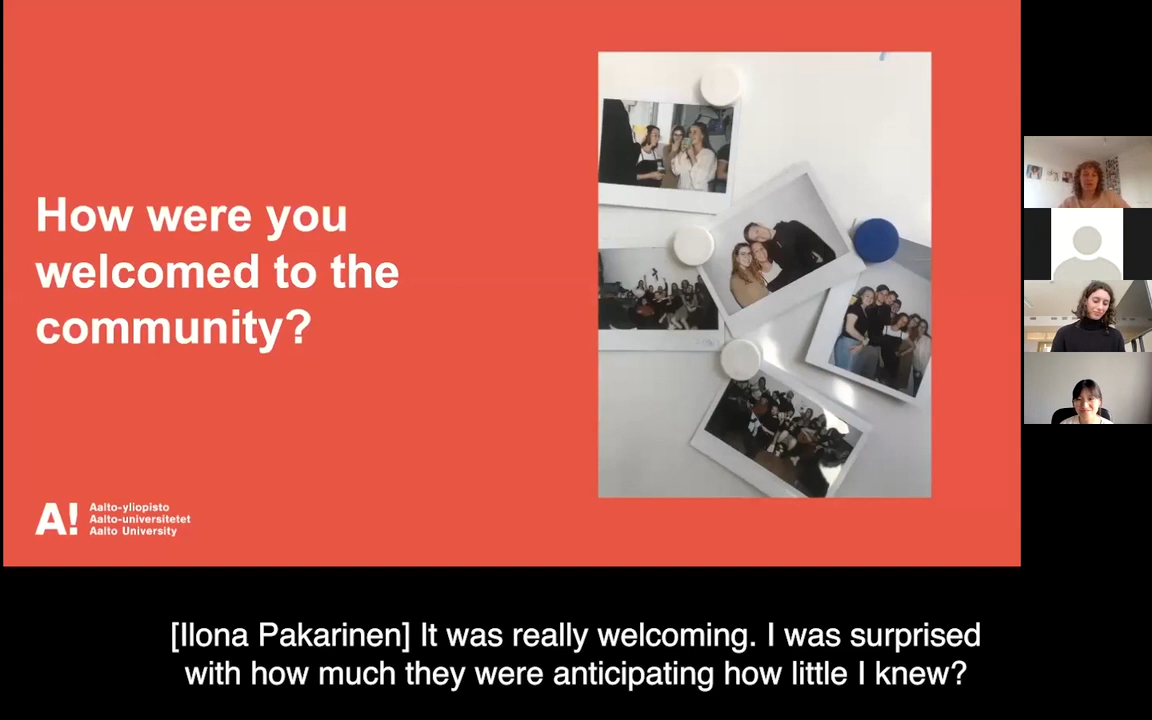 How were you
welcomed to the
community?
A!
Aalto-yliopisto
Aalto-universitetet
Aalto University
[Ilona Pakarinen] It was really welcoming. I was surprised
with how much they were anticipating how little I knew?